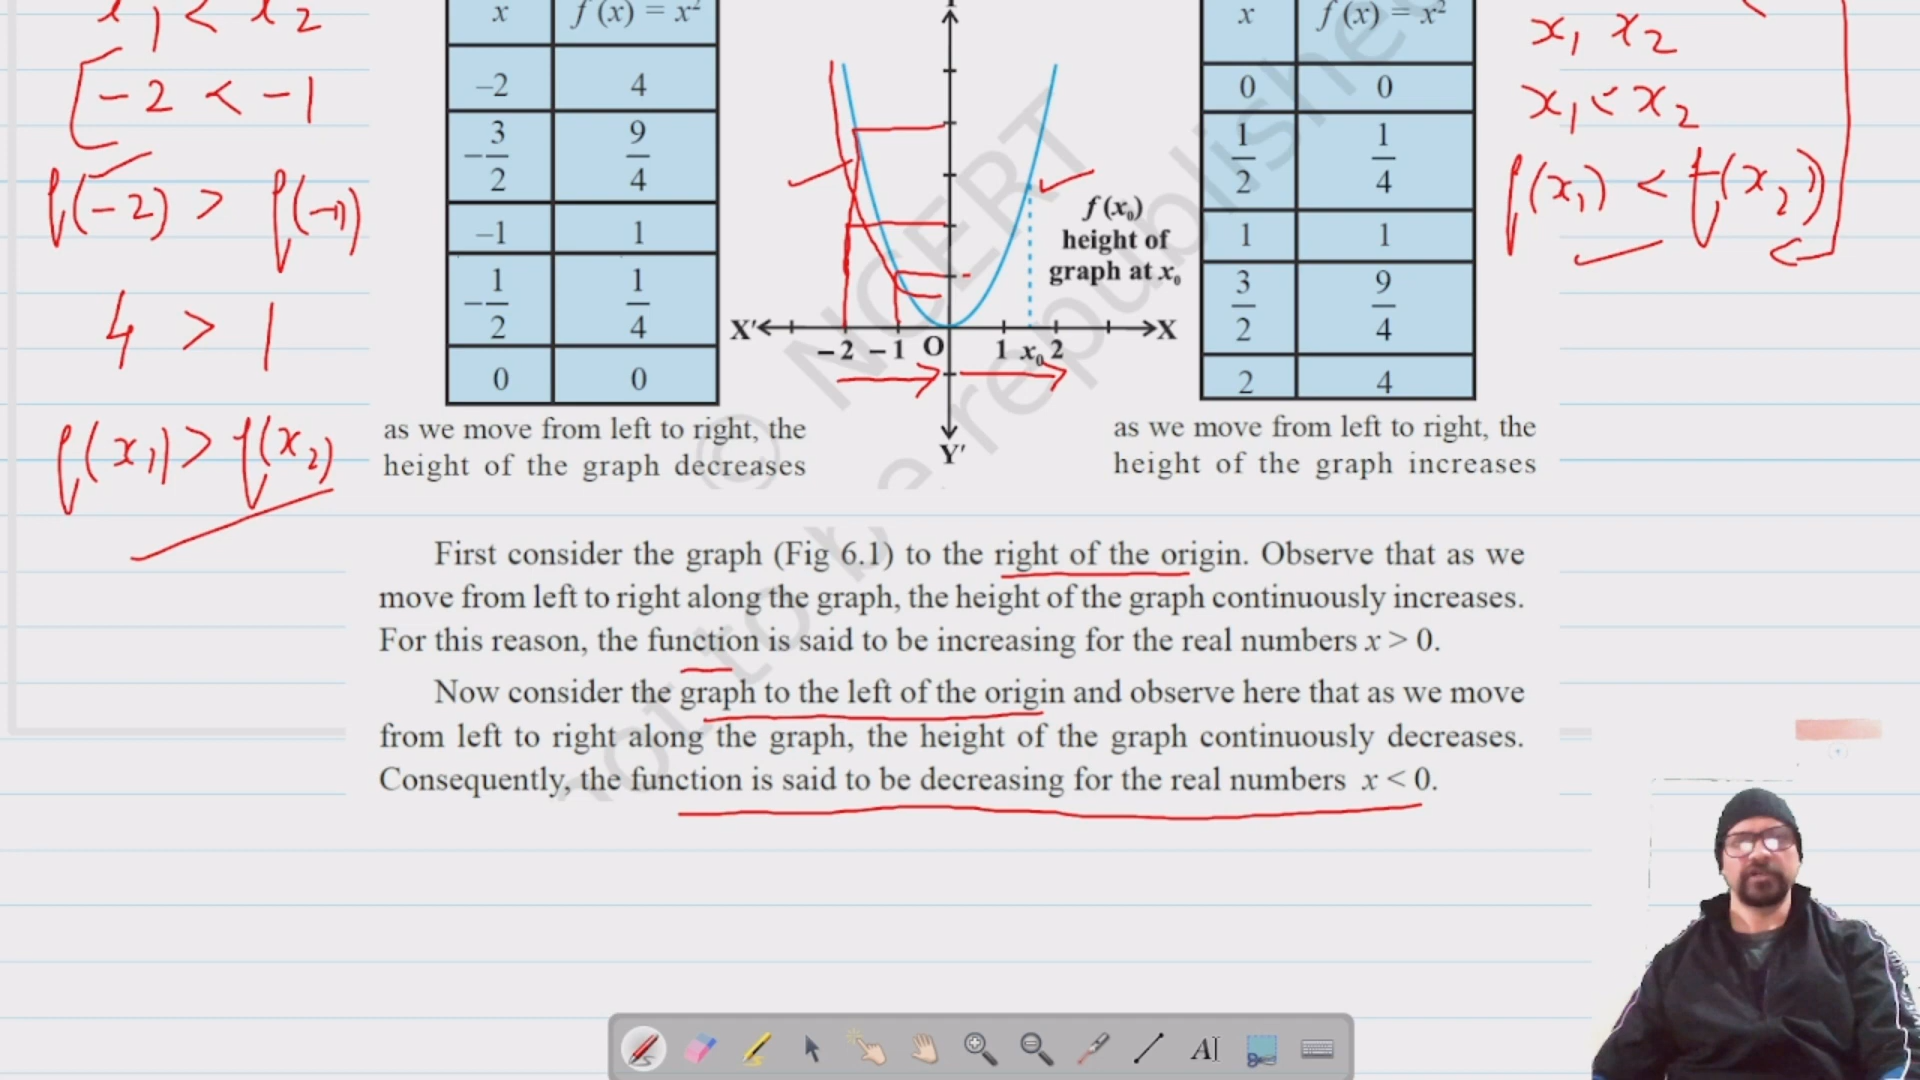 x₁ < x₂
-2 < -1
f(-2) > f(-1)
4 > 1
f(x₁) > f(x₂)
x f(x) = x²
–2 4
–3/2 9/4
–1 1
–1/2 1/4
0 0
as we move from left to right, the
height of the graph decreases
f(x₀)
height of
graph at x₀
X′ –2 –1 O 1 x₀ 2 X
Y′
x f(x) = x²
0 0
1/2 1/4
1 1
3/2 9/4
2 4
as we move from left to right, the
height of the graph increases
x₁ x₂
x₁ < x₂
f(x₁) < f(x₂)
© NCERT
not to be republished
First consider the graph (Fig 6.1) to the right of the origin. Observe that as we
move from left to right along the graph, the height of the graph continuously increases.
For this reason, the function is said to be increasing for the real numbers x > 0.
Now consider the graph to the left of the origin and observe here that as we move
from left to right along the graph, the height of the graph continuously decreases.
Consequently, the function is said to be decreasing for the real numbers x < 0.
A